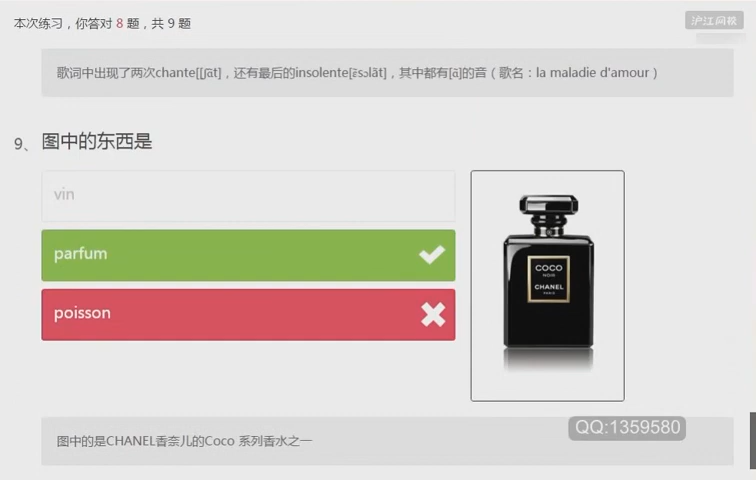 本次练习，你答对 8 题，共 9 题
沪江网校
歌词中出现了两次chante[[ʃɑ̃t]，还有最后的insolente[ɛ̃sɔlɑ̃t]，其中都有[ɑ̃]的音（歌名：la maladie d'amour）
9、图中的东西是
vin
parfum
poisson
COCO
NOIR
CHANEL
PARIS
图中的是CHANEL香奈儿的Coco 系列香水之一
QQ:1359580